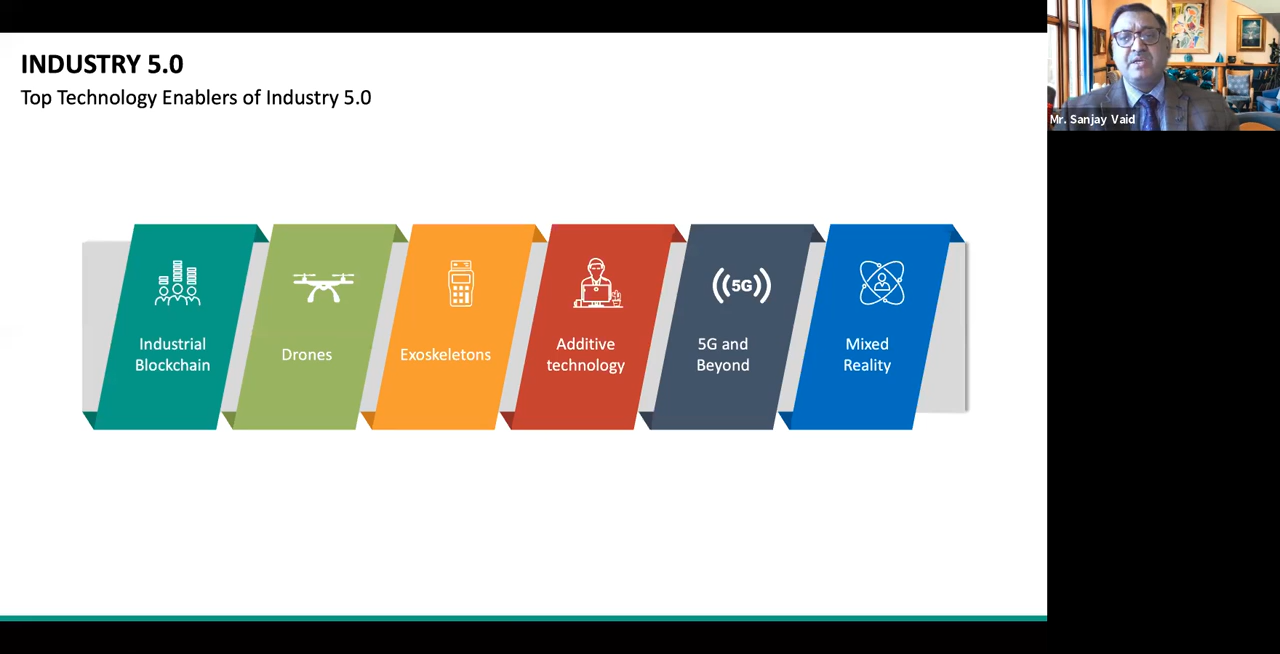 INDUSTRY 5.0
Top Technology Enablers of Industry 5.0
Mr. Sanjay Vaid
Industrial
Blockchain
Drones
Exoskeletons
Additive
technology
5G
5G and
Beyond
Mixed
Reality